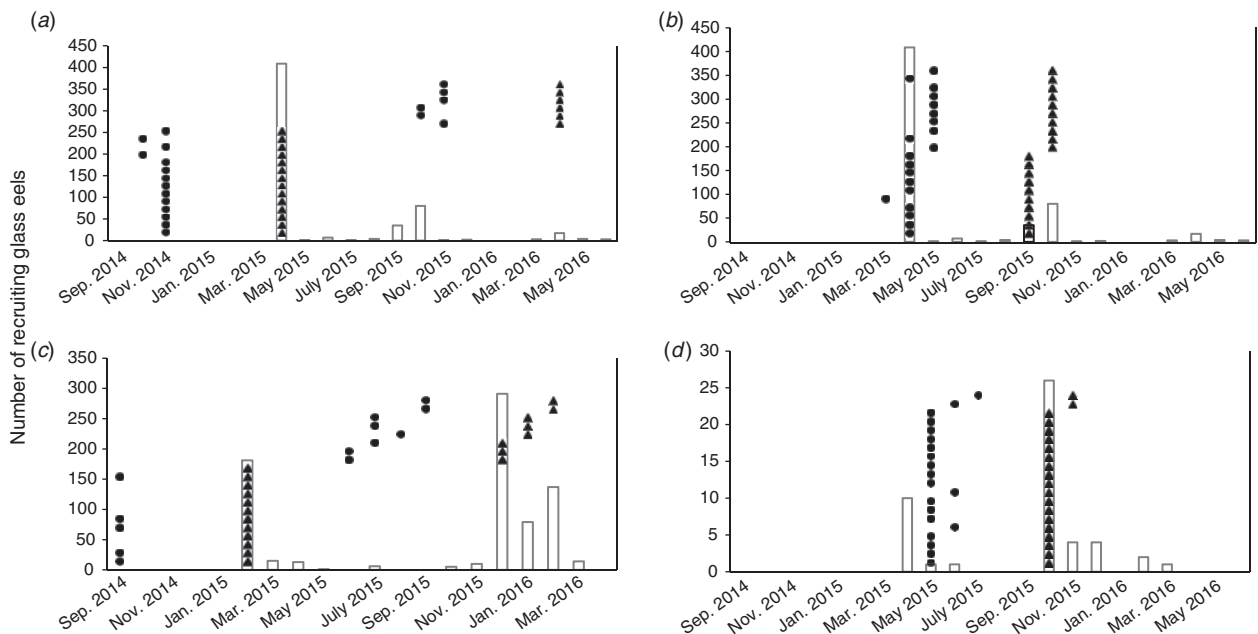 (a)
450
400
350
300
250
200
150
100
50
0
Sep. 2014
Nov. 2014
Jan. 2015
Mar. 2015
May 2015
July 2015
Sep. 2015
Nov. 2015
Jan. 2016
Mar. 2016
May 2016
(b)
450
400
350
300
250
200
150
100
50
0
Sep. 2014
Nov. 2014
Jan. 2015
Mar. 2015
May 2015
July 2015
Sep. 2015
Nov. 2015
Jan. 2016
Mar. 2016
May 2016
Number of recruiting glass eels
(c)
350
300
250
200
150
100
50
0
Sep. 2014
Nov. 2014
Jan. 2015
Mar. 2015
May 2015
July 2015
Sep. 2015
Nov. 2015
Jan. 2016
Mar. 2016
(d)
30
25
20
15
10
5
0
Sep. 2014
Nov. 2014
Jan. 2015
Mar. 2015
May 2015
July 2015
Sep. 2015
Nov. 2015
Jan. 2016
Mar. 2016
May 2016